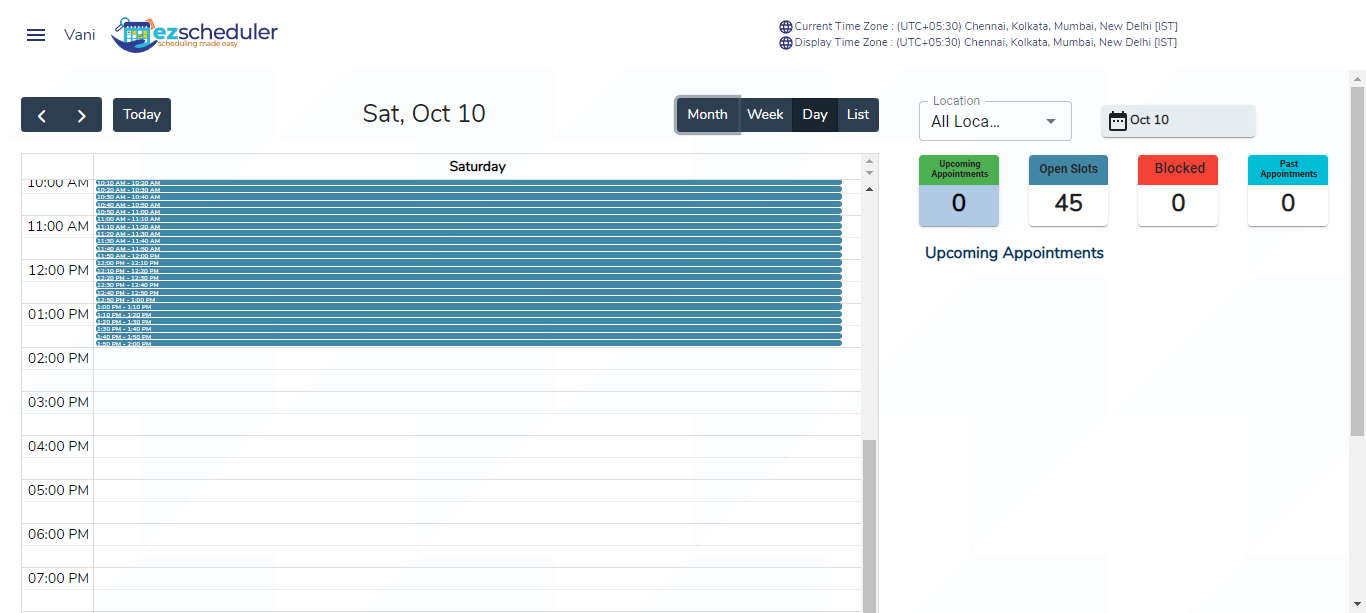 Vani
ezscheduler
scheduling made easy
Current Time Zone : (UTC+05:30) Chennai, Kolkata, Mumbai, New Delhi [IST]
Display Time Zone : (UTC+05:30) Chennai, Kolkata, Mumbai, New Delhi [IST]
Today
Sat, Oct 10
Month Week Day List
Location
All Loca...
Oct 10
Saturday
10:00 AM
10:10 AM - 10:20 AM
10:20 AM - 10:30 AM
10:30 AM - 10:40 AM
10:40 AM - 10:50 AM
10:50 AM - 11:00 AM
11:00 AM
11:00 AM - 11:10 AM
11:10 AM - 11:20 AM
11:20 AM - 11:30 AM
11:30 AM - 11:40 AM
11:40 AM - 11:50 AM
11:50 AM - 12:00 PM
12:00 PM
12:00 PM - 12:10 PM
12:10 PM - 12:20 PM
12:20 PM - 12:30 PM
12:30 PM - 12:40 PM
12:40 PM - 12:50 PM
12:50 PM - 1:00 PM
01:00 PM
1:00 PM - 1:10 PM
1:10 PM - 1:20 PM
1:20 PM - 1:30 PM
1:30 PM - 1:40 PM
1:40 PM - 1:50 PM
1:50 PM - 2:00 PM
02:00 PM
03:00 PM
04:00 PM
05:00 PM
06:00 PM
07:00 PM
Upcoming
Appointments
0
Open Slots
45
Blocked
0
Past
Appointments
0
Upcoming Appointments